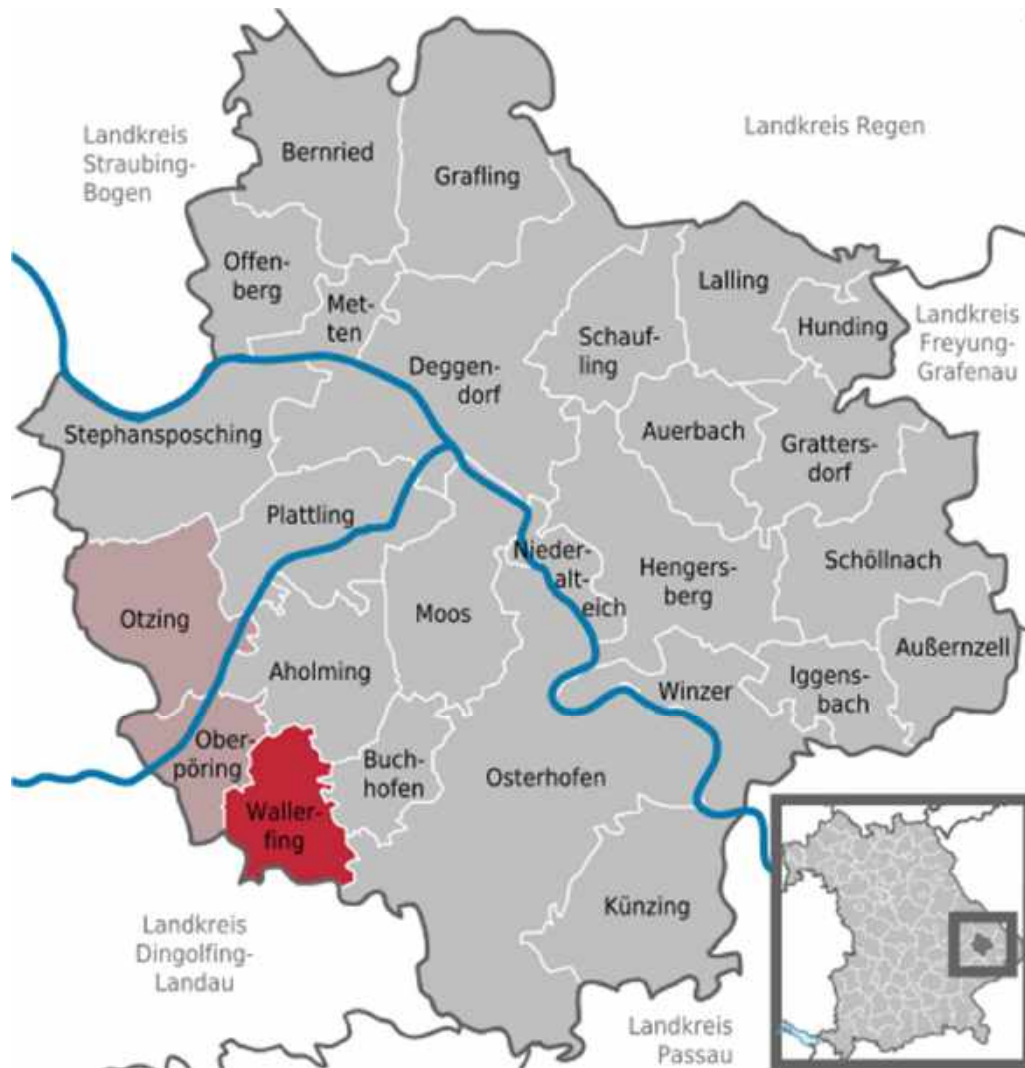 Landkreis
Straubing-
Bogen
Landkreis Regen
Bernried
Grafling
Offen-
berg
Met-
ten
Lalling
Hunding
Landkreis
Freyung-
Grafenau
Schauf-
ling
Deggen-
dorf
Stephansposching
Auerbach
Gratters-
dorf
Plattling
Nieder-
alt-
eich
Hengers-
berg
Schöllnach
Otzing
Moos
Außernzell
Aholming
Iggens-
bach
Winzer
Ober-
pöring
Buch-
hofen
Osterhofen
Waller-
fing
Künzing
Landkreis
Dingolfing-
Landau
Landkreis
Passau